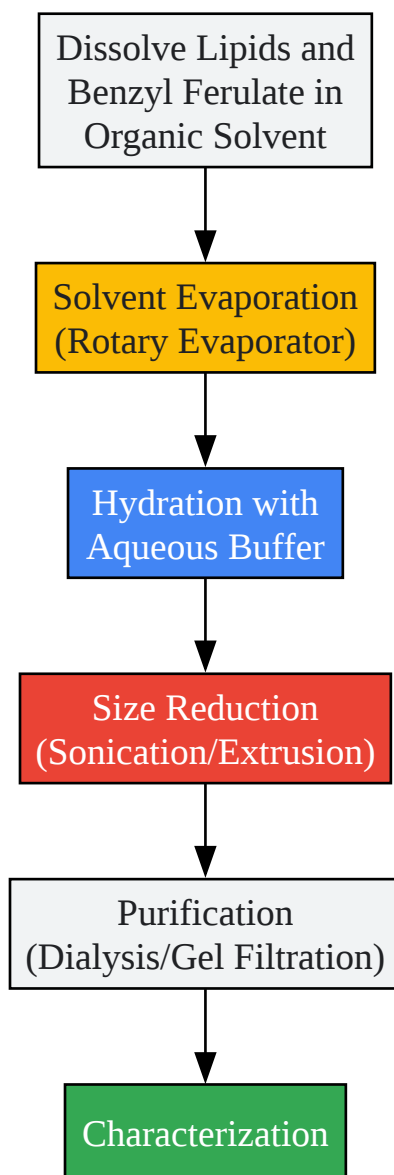 Dissolve Lipids and
Benzyl Ferulate in
Organic Solvent
Solvent Evaporation
(Rotary Evaporator)
Hydration with
Aqueous Buffer
Size Reduction
(Sonication/Extrusion)
Purification
(Dialysis/Gel Filtration)
Characterization